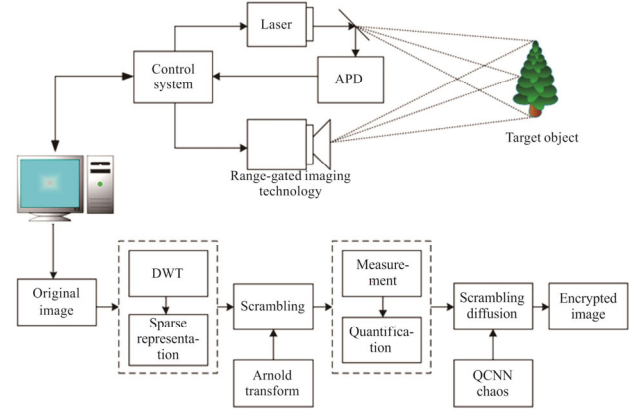 Laser
Control
system
APD
Target object
Range-gated imaging
technology
Original
image
DWT
Sparse
representa-
tion
Scrambling
Arnold
transform
Measure-
ment
Quantifica-
tion
Scrambling
diffusion
QCNN
chaos
Encrypted
image